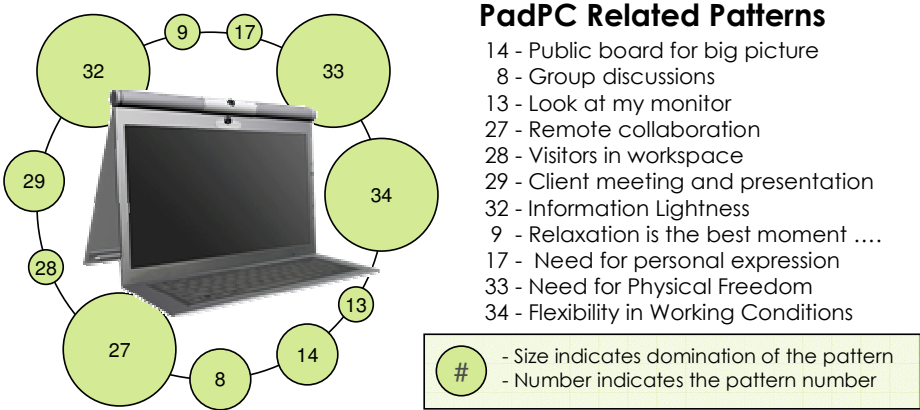 PadPC Related Patterns
14 - Public board for big picture
8 - Group discussions
13 - Look at my monitor
27 - Remote collaboration
28 - Visitors in workspace
29 - Client meeting and presentation
32 - Information Lightness
9 - Relaxation is the best moment ....
17 - Need for personal expression
33 - Need for Physical Freedom
34 - Flexibility in Working Conditions
9
17
32
33
29
34
28
13
27
14
8
#
- Size indicates domination of the pattern
- Number indicates the pattern number